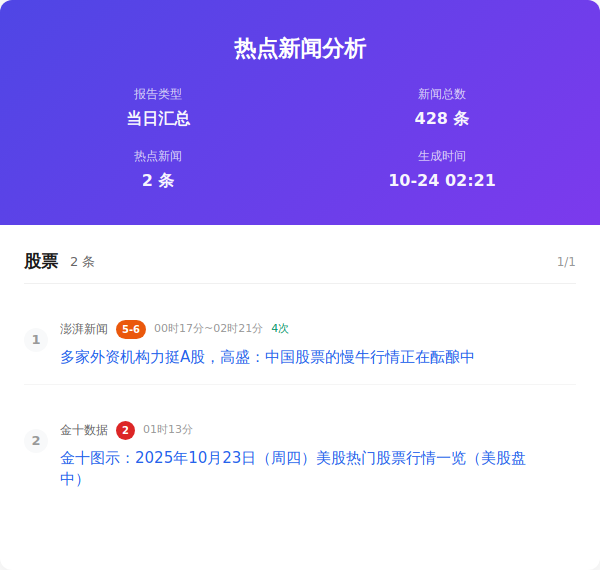 热点新闻分析
报告类型
新闻总数
当日汇总
428 条
热点新闻
生成时间
2 条
10-24 02:21
股票 2 条 1/1
1
澎湃新闻 5-6 00时17分~02时21分 4次
多家外资机构力挺A股，高盛：中国股票的慢牛行情正在酝酿中
2
金十数据 2 01时13分
金十图示：2025年10月23日（周四）美股热门股票行情一览（美股盘
中）